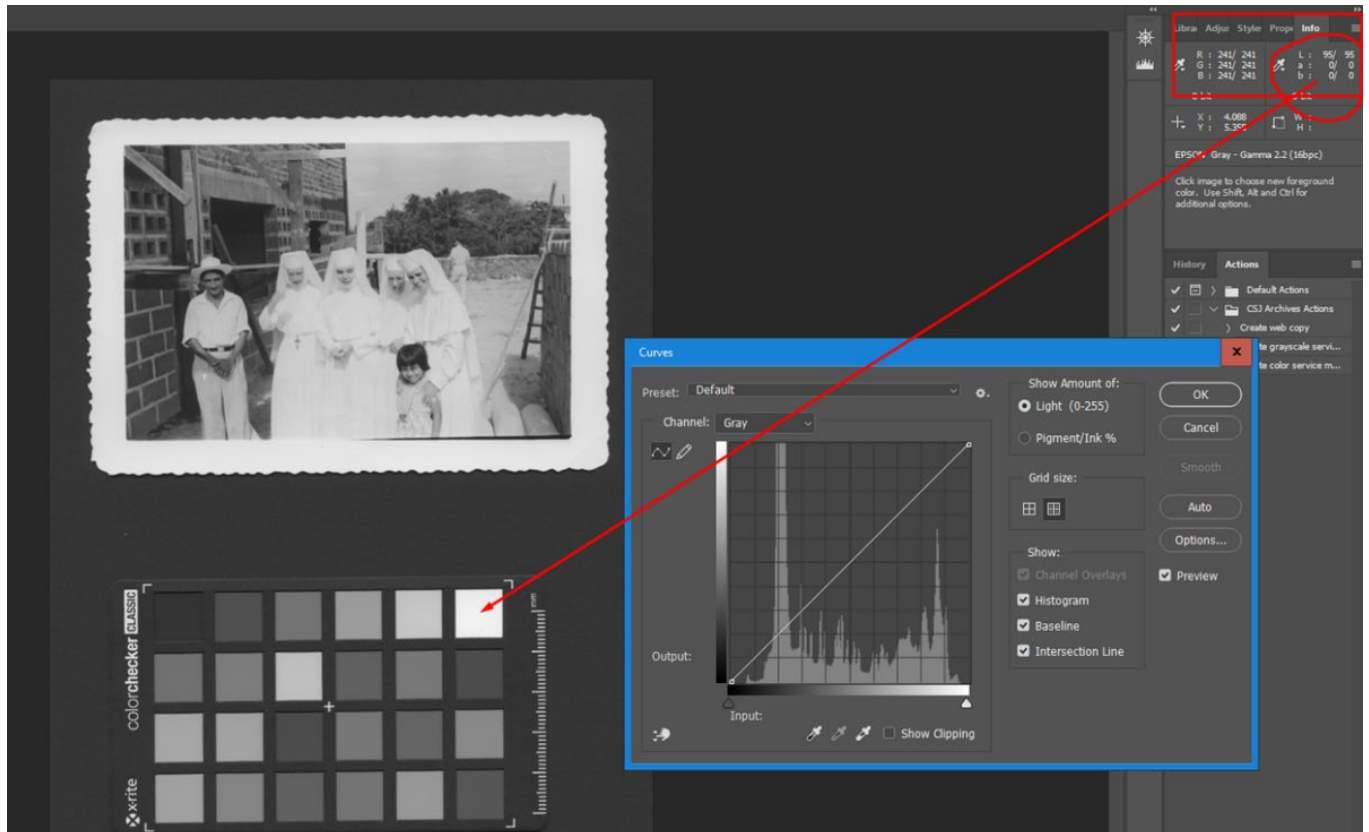 Libra Adjus Style Prop Info
R : 241/ 241 L : 95/ 95
G : 241/ 241 a : 0/ 0
B : 241/ 241 b : 0/ 0
X : 4.088 W :
Y : H :
EPSON Gray - Gamma 2.2 (16bpc)
Click image to choose new foreground
color. Use Shift, Alt and Ctrl for
additional options.
History Actions
Default Actions
CSJ Archives Actions
Create web copy
te grayscale servi...
te color service m...
Curves
x
Preset: Default
Channel: Gray
Output:
Input:
Show Clipping
Show Amount of:
Light (0-255)
Pigment/Ink %
Grid size:
Show:
Channel Overlays
Histogram
Baseline
Intersection Line
OK
Cancel
Smooth
Auto
Options...
Preview
colorchecker CLASSIC
x-rite
mm